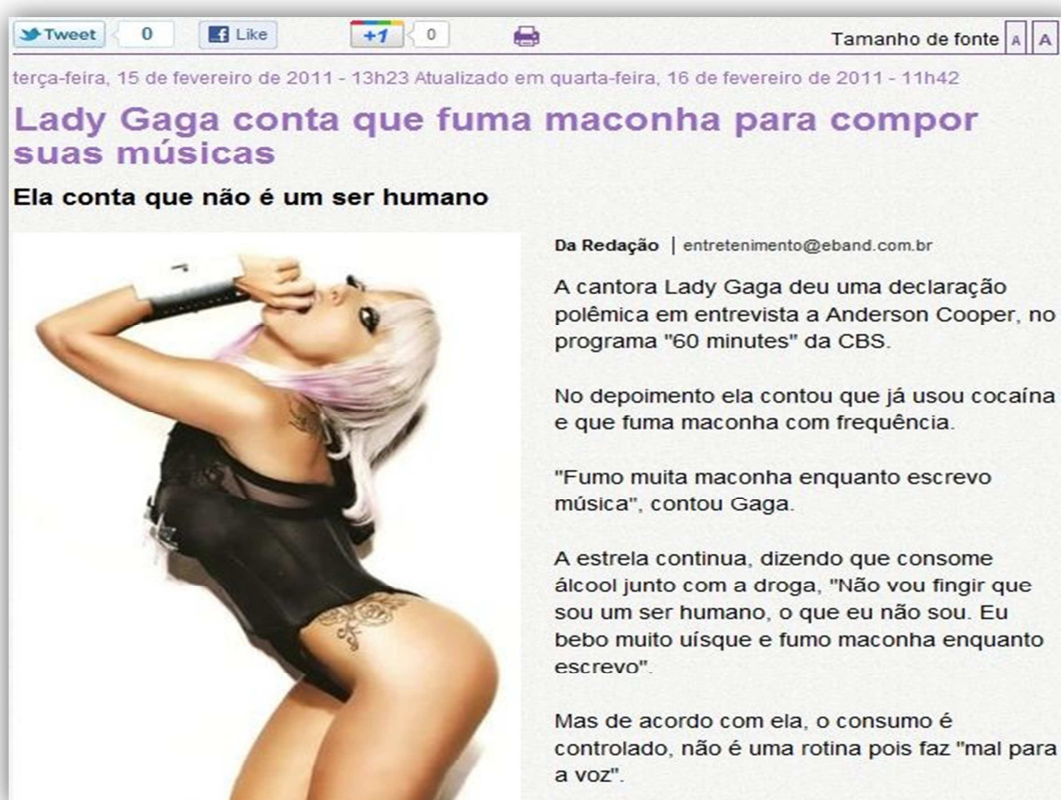 Tweet 0 Like +1 0 Tamanho de fonte A A
terça-feira, 15 de fevereiro de 2011 - 13h23 Atualizado em quarta-feira, 16 de fevereiro de 2011 - 11h42
Lady Gaga conta que fuma maconha para compor
suas músicas
Ela conta que não é um ser humano
Da Redação | entretenimento@eband.com.br
A cantora Lady Gaga deu uma declaração
polêmica em entrevista a Anderson Cooper, no
programa "60 minutes" da CBS.
No depoimento ela contou que já usou cocaína
e que fuma maconha com frequência.
"Fumo muita maconha enquanto escrevo
música", contou Gaga.
A estrela continua, dizendo que consome
álcool junto com a droga, "Não vou fingir que
sou um ser humano, o que eu não sou. Eu
bebo muito uísque e fumo maconha enquanto
escrevo".
Mas de acordo com ela, o consumo é
controlado, não é uma rotina pois faz "mal para
a voz".